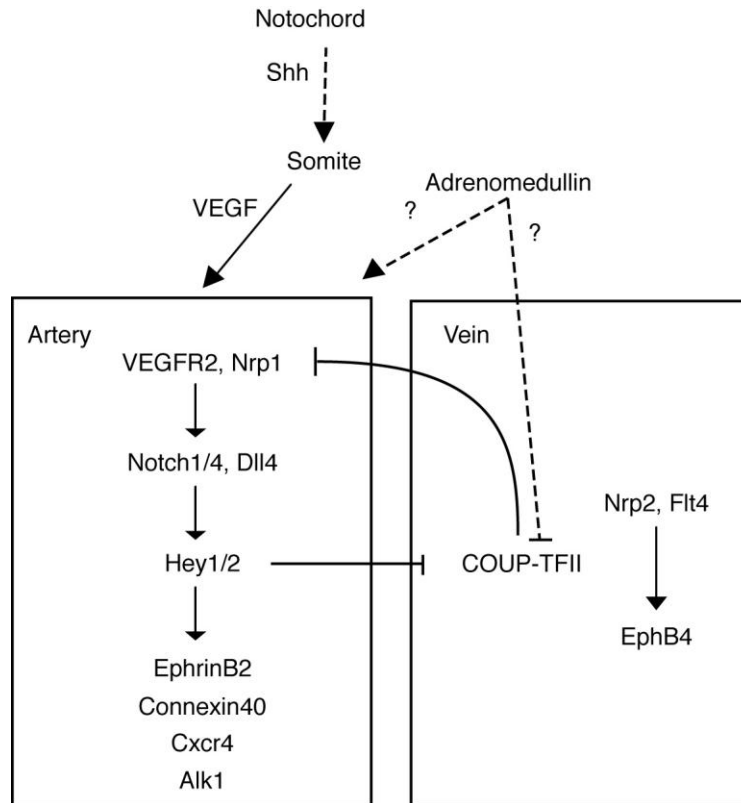 Notochord
Shh
Somite
Adrenomedullin
VEGF
?
?
Artery
VEGFR2, Nrp1
Notch1/4, Dll4
Hey1/2
EphrinB2
Connexin40
Cxcr4
Alk1
Vein
Nrp2, Flt4
COUP-TFII
EphB4